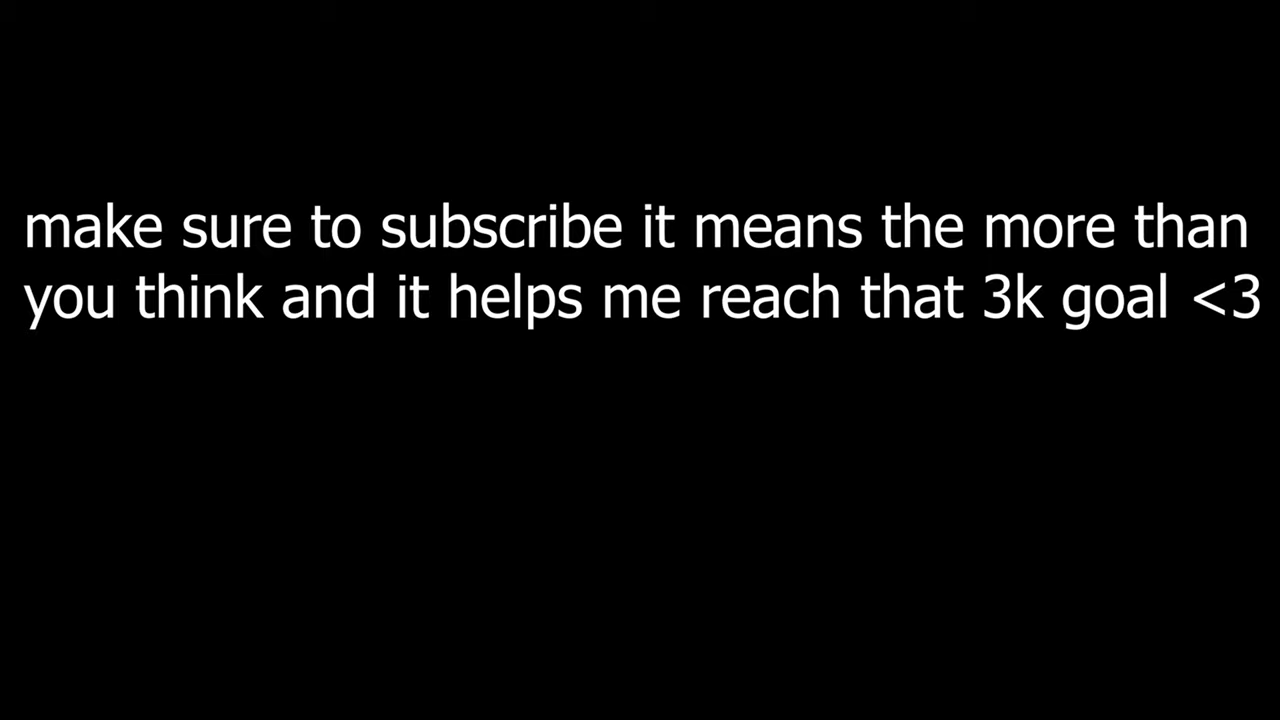 make sure to subscribe it means the more than
you think and it helps me reach that 3k goal <3